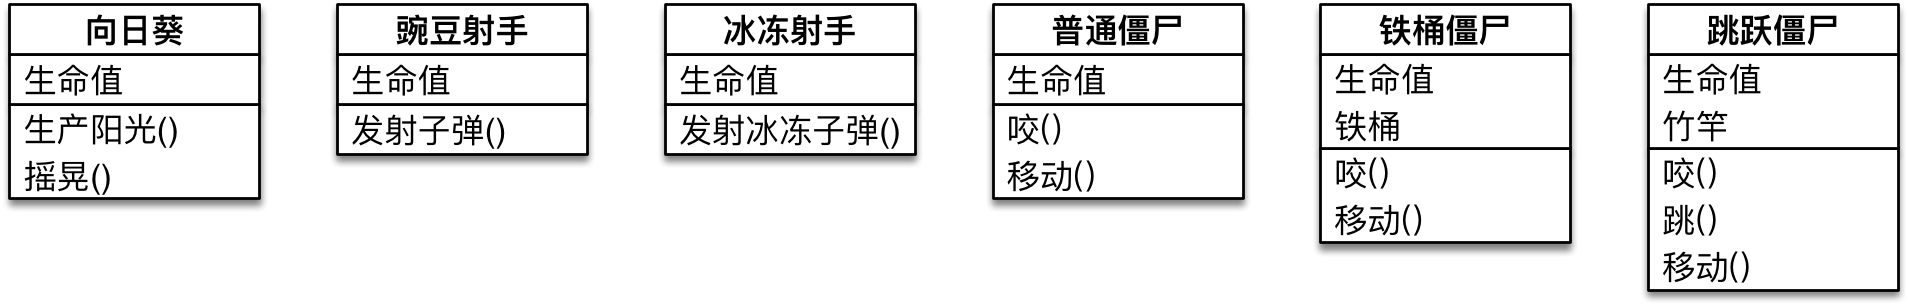 向日葵
生命值
生产阳光()
摇晃()
豌豆射手
生命值
发射子弹()
冰冻射手
生命值
发射冰冻子弹()
普通僵尸
生命值
咬()
移动()
铁桶僵尸
生命值
铁桶
咬()
移动()
跳跃僵尸
生命值
竹竿
咬()
跳()
移动()